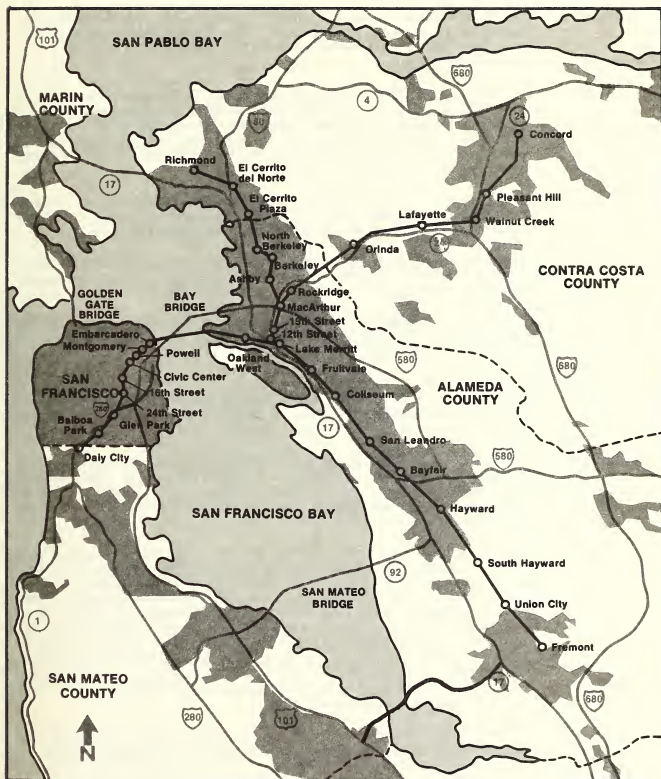 101
SAN PABLO BAY
680
MARIN
COUNTY
4
80
24
Concord
Richmond
El Cerrito
del Norte
17
El Cerrito
Plaza
Pleasant Hill
Lafayette
Walnut Creek
24
North
Berkeley
Orinda
Berkeley
Ashby
CONTRA COSTA
COUNTY
Rockridge
GOLDEN
GATE
BRIDGE
BAY
BRIDGE
MacArthur
19th Street
12th Street
Embarcadero
Montgomery
Lake Merritt
Oakland
West
Powell
580
680
Fruitvale
Civic Center
SAN
FRANCISCO
16th Street
ALAMEDA
COUNTY
Coliseum
280
24th Street
Glen Park
Balboa
Park
17
San Leandro
Daly City
Bayfair
580
SAN FRANCISCO BAY
Hayward
South Hayward
92
SAN MATEO
BRIDGE
Union City
1
Fremont
SAN MATEO
COUNTY
17
280
101
680
N